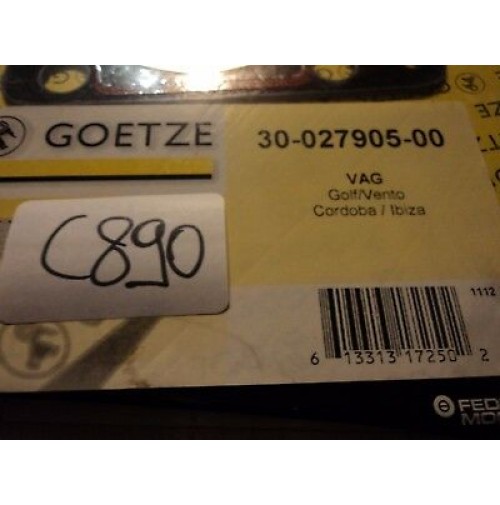 GOETZE
30-027905-00
VAG
Golf/Vento
Cordoba / Ibiza
C890
1112
6 13313 17250 2